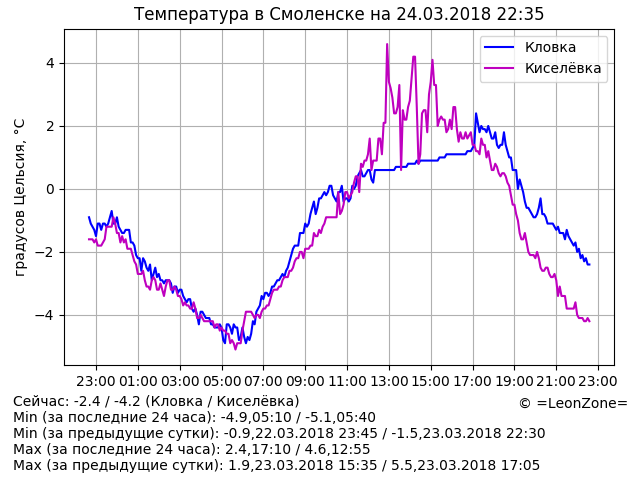 Температура в Смоленске на 24.03.2018 22:35
градусов Цельсия, °C
4
2
0
−2
−4
Кловка
Киселёвка
23:00 01:00 03:00 05:00 07:00 09:00 11:00 13:00 15:00 17:00 19:00 21:00 23:00
Сейчас: -2.4 / -4.2 (Кловка / Киселёвка)
© =LeonZone=
Min (за последние 24 часа): -4.9,05:10 / -5.1,05:40
Min (за предыдущие сутки): -0.9,22.03.2018 23:45 / -1.5,23.03.2018 22:30
Max (за последние 24 часа): 2.4,17:10 / 4.6,12:55
Max (за предыдущие сутки): 1.9,23.03.2018 15:35 / 5.5,23.03.2018 17:05